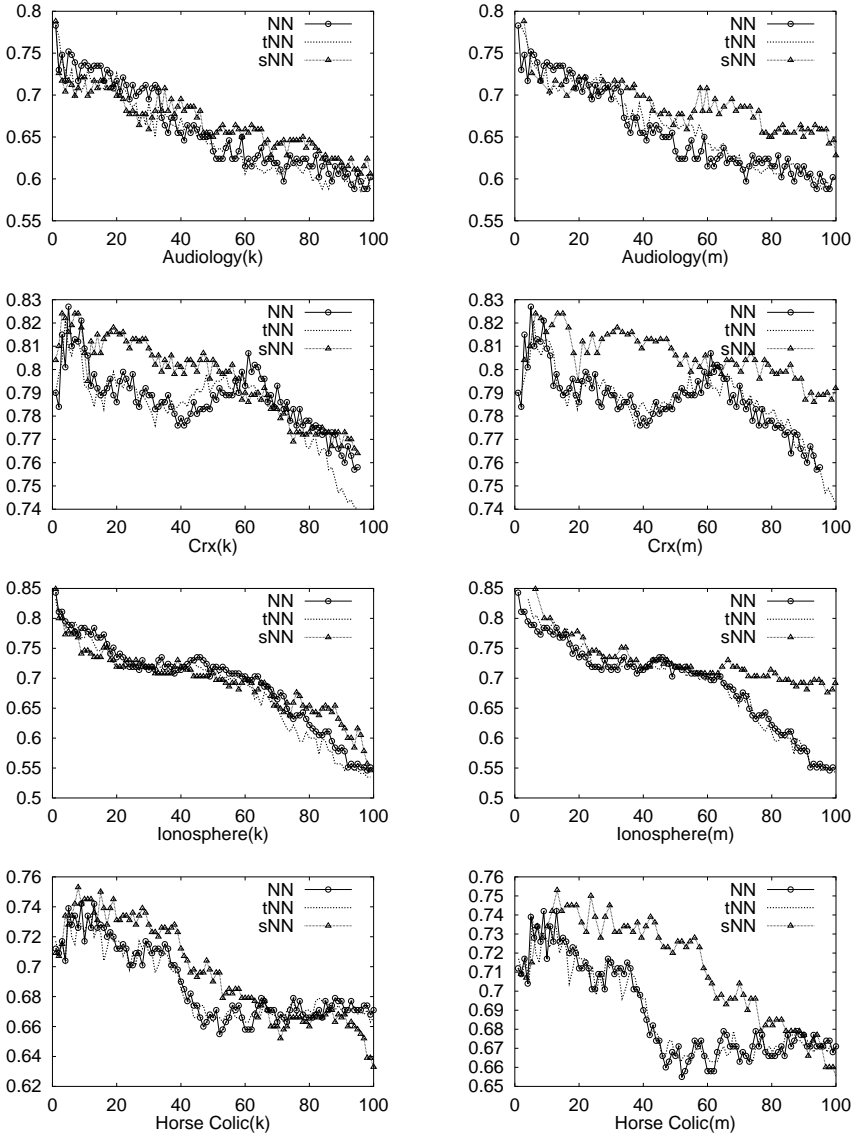 0.8
0.75
0.7
0.65
0.6
0.55
0 20 40 60 80 100
Audiology(k)
NN
tNN
sNN
0.8
0.75
0.7
0.65
0.6
0.55
0 20 40 60 80 100
Audiology(m)
NN
tNN
sNN
0.83
0.82
0.81
0.8
0.79
0.78
0.77
0.76
0.75
0.74
0 20 40 60 80 100
Crx(k)
NN
tNN
sNN
0.83
0.82
0.81
0.8
0.79
0.78
0.77
0.76
0.75
0.74
0 20 40 60 80 100
Crx(m)
NN
tNN
sNN
0.85
0.8
0.75
0.7
0.65
0.6
0.55
0.5
0 20 40 60 80 100
Ionosphere(k)
NN
tNN
sNN
0.85
0.8
0.75
0.7
0.65
0.6
0.55
0.5
0 20 40 60 80 100
Ionosphere(m)
NN
tNN
sNN
0.76
0.74
0.72
0.7
0.68
0.66
0.64
0.62
0 20 40 60 80 100
Horse Colic(k)
NN
tNN
sNN
0.76
0.75
0.74
0.73
0.72
0.71
0.7
0.69
0.68
0.67
0.66
0.65
0 20 40 60 80 100
Horse Colic(m)
NN
tNN
sNN